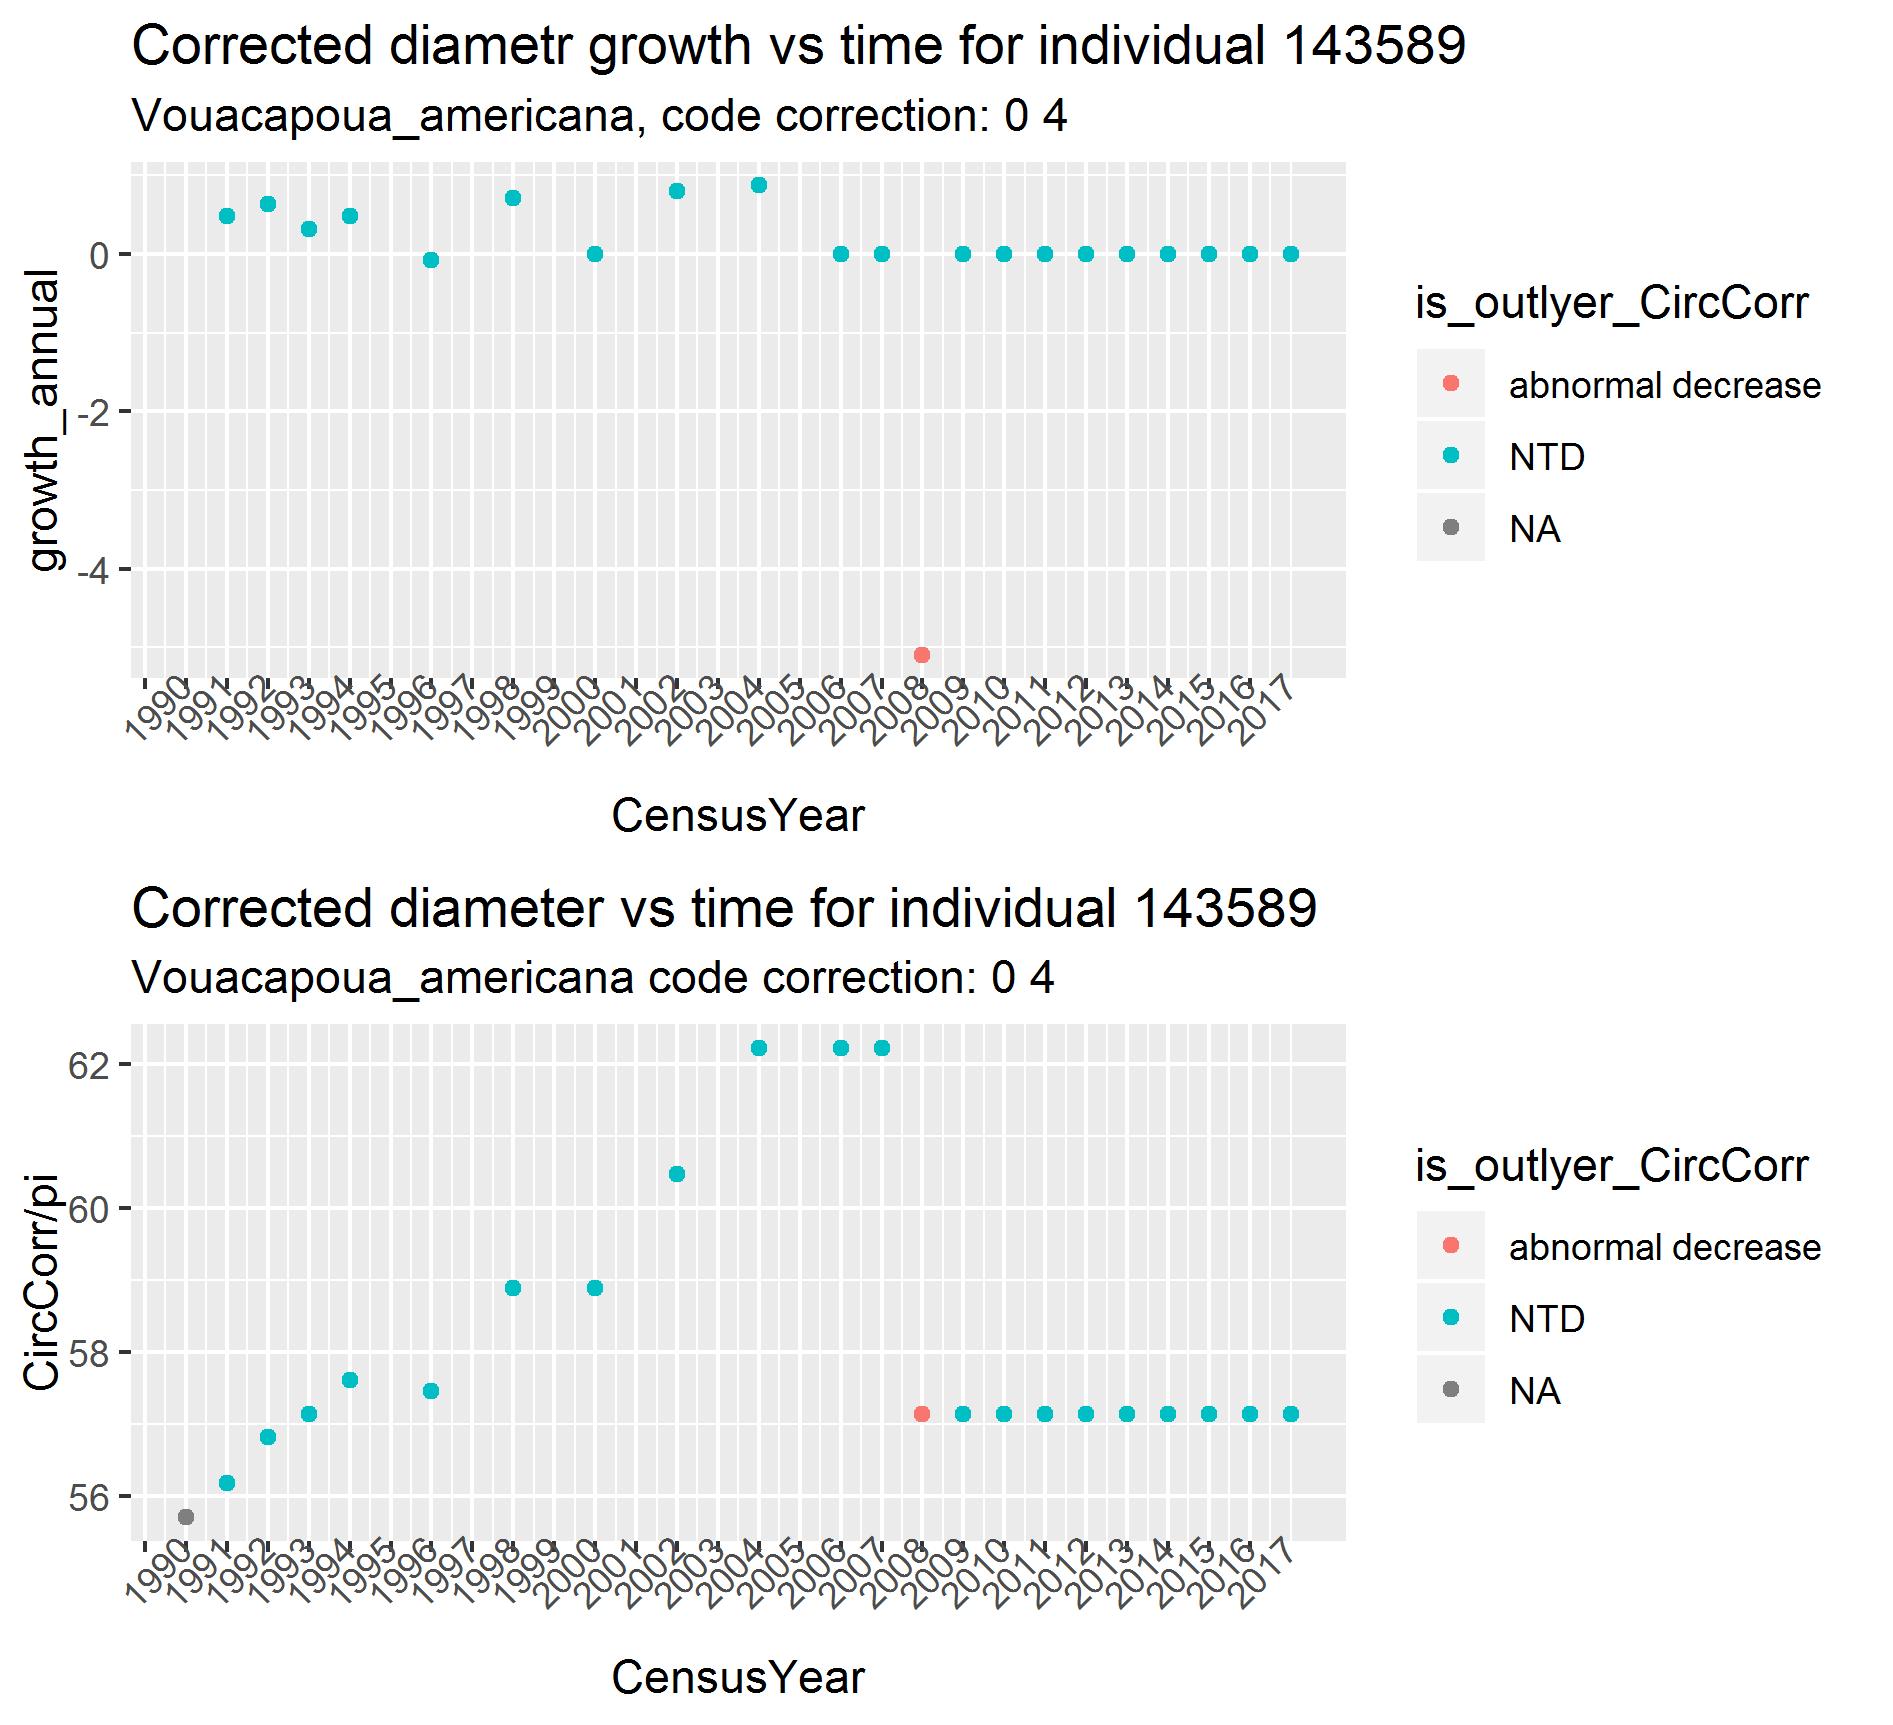 Corrected diametr growth vs time for individual 143589
Vouacapoua_americana, code correction: 0 4
growth_annual
0
-2
-4
1990 1991 1992 1993 1994 1995 1996 1997 1998 1999 2000 2001 2002 2003 2004 2005 2006 2007 2008 2009 2010 2011 2012 2013 2014 2015 2016 2017
CensusYear
is_outlyer_CircCorr
abnormal decrease
NTD
NA
Corrected diameter vs time for individual 143589
Vouacapoua_americana code correction: 0 4
CircCorr/pi
62
60
58
56
1990 1991 1992 1993 1994 1995 1996 1997 1998 1999 2000 2001 2002 2003 2004 2005 2006 2007 2008 2009 2010 2011 2012 2013 2014 2015 2016 2017
CensusYear
is_outlyer_CircCorr
abnormal decrease
NTD
NA